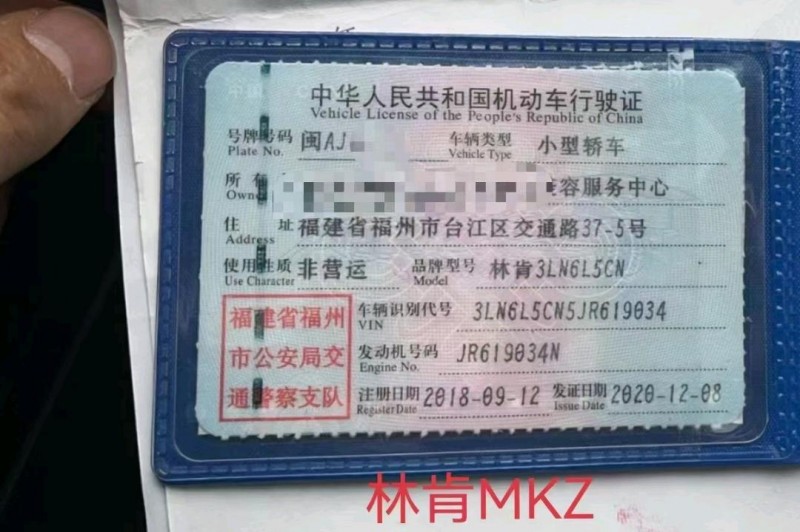 中华人民共和国机动车行驶证
Vehicle License of the People's Republic of China
号牌号码 闽AJ 车辆类型 小型轿车
Plate No. Vehicle Type
所有 容服务中心
Owner
住 址 福建省福州市台江区交通路37-5号
Address
使用性质 非营运 品牌型号 林肯3LN6L5CN
Use Character Model
福建省福州
市公安局交
通警察支队
车辆识别代号 3LN6L5CN5JR619034
VIN
发动机号码 JR619034N
Engine No.
注册日期 2018-09-12 发证日期 2020-12-08
Register Date Issue Date
林肯MKZ